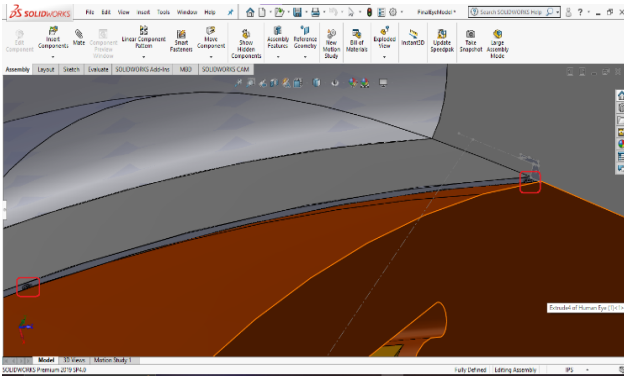 SOLIDWORKS File Edit View Insert Tools Window Help FinalEyeModel * Search SOLIDWORKS Help
Edit Component
Insert Components
Mate
Component Preview Window
Linear Component Pattern
Smart Fasteners
Move Component
Show Hidden Components
Assembly Features
Reference Geometry
New Motion Study
Bill of Materials
Exploded View
Instant3D
Update Speedpak
Take Snapshot
Large Assembly Mode
Assembly Layout Sketch Evaluate SOLIDWORKS Add-Ins MBD SOLIDWORKS CAM
Extrude4 of Human Eye (1)<1>
Model 3D Views Motion Study 1
SOLIDWORKS Premium 2019 SP4.0 Fully Defined Editing Assembly IPS